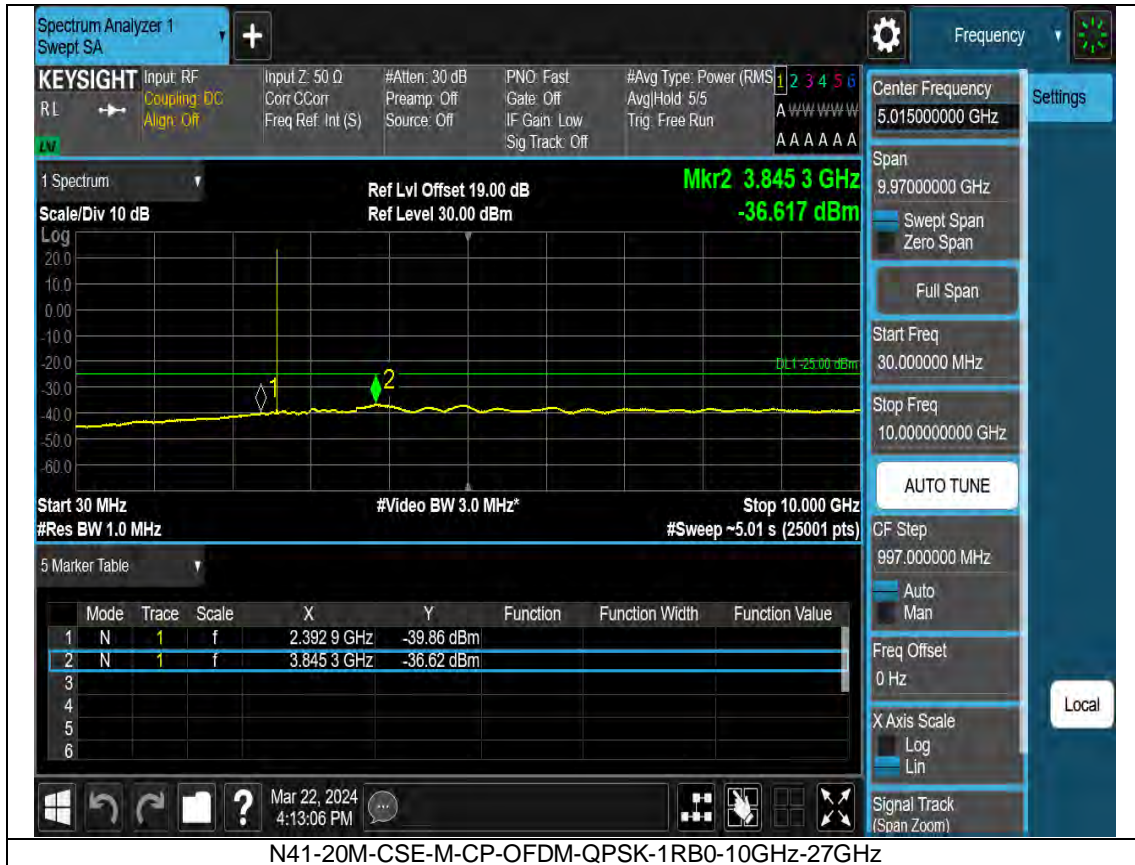 Spectrum Analyzer 1
Swept SA
+
Frequency
KEYSIGHT
Input: RF
Input Z: 50 Ω
#Atten: 30 dB
PNO: Fast
#Avg Type: Power (RMS
1 2 3 4 5 6
RL
Coupling: DC
Corr CCorr
Preamp: Off
Gate: Off
Avg|Hold: 5/5
A W W W W W
Align: Off
Freq Ref: Int (S)
Source: Off
IF Gain: Low
Trig: Free Run
Sig Track: Off
A A A A A A
Center Frequency
5.015000000 GHz
Settings
1 Spectrum
Ref Lvl Offset 19.00 dB
Mkr2 3.845 3 GHz
Scale/Div 10 dB
Ref Level 30.00 dBm
-36.617 dBm
Log
20.0
10.0
0.00
-10.0
-20.0
-30.0
-40.0
-50.0
-60.0
DL1 -25.00 dBm
1
2
Start 30 MHz
#Video BW 3.0 MHz*
Stop 10.000 GHz
#Res BW 1.0 MHz
#Sweep ~5.01 s (25001 pts)
Span
9.97000000 GHz
Swept Span
Zero Span
Full Span
Start Freq
30.000000 MHz
Stop Freq
10.000000000 GHz
AUTO TUNE
CF Step
997.000000 MHz
Auto
Man
Freq Offset
0 Hz
X Axis Scale
Log
Lin
Signal Track
(Span Zoom)
Local
5 Marker Table
Mode Trace Scale X Y Function Function Width Function Value
1 N 1 f 2.392 9 GHz -39.86 dBm
2 N 1 f 3.845 3 GHz -36.62 dBm
3
4
5
6
?
Mar 22, 2024
4:13:06 PM
N41-20M-CSE-M-CP-OFDM-QPSK-1RB0-10GHz-27GHz